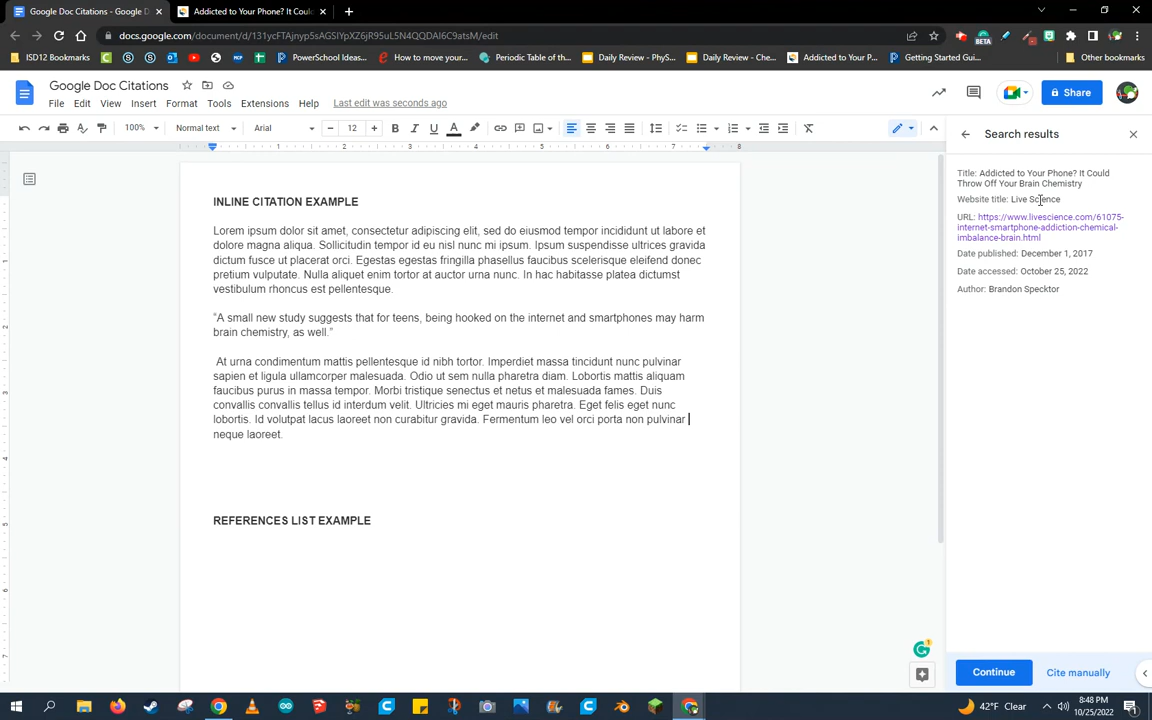 Google Doc Citations - Google D
Addicted to Your Phone? It Coul
docs.google.com/document/d/131ycFTAjnyp5sAGSIYpXZ6jR95uL5N4QQDAI6C9atsM/edit
ISD12 Bookmarks
PowerSchool Ideas...
How to move your...
Periodic Table of th...
Daily Review - PhyS...
Daily Review - Che...
Addicted to Your P...
Getting Started Gui...
Other bookmarks
BETA
Google Doc Citations
File Edit View Insert Format Tools Extensions Help Last edit was seconds ago
Share
100% Normal text Arial 12
Search results
Title: Addicted to Your Phone? It Could
Throw Off Your Brain Chemistry
Website title: Live Science
URL: https://www.livescience.com/61075-
internet-smartphone-addiction-chemical-
imbalance-brain.html
Date published: December 1, 2017
Date accessed: October 25, 2022
Author: Brandon Specktor
INLINE CITATION EXAMPLE
Lorem ipsum dolor sit amet, consectetur adipiscing elit, sed do eiusmod tempor incididunt ut labore et
dolore magna aliqua. Sollicitudin tempor id eu nisl nunc mi ipsum. Ipsum suspendisse ultrices gravida
dictum fusce ut placerat orci. Egestas egestas fringilla phasellus faucibus scelerisque eleifend donec
pretium vulputate. Nulla aliquet enim tortor at auctor urna nunc. In hac habitasse platea dictumst
vestibulum rhoncus est pellentesque.
“A small new study suggests that for teens, being hooked on the internet and smartphones may harm
brain chemistry, as well.”
At urna condimentum mattis pellentesque id nibh tortor. Imperdiet massa tincidunt nunc pulvinar
sapien et ligula ullamcorper malesuada. Odio ut sem nulla pharetra diam. Lobortis mattis aliquam
faucibus purus in massa tempor. Morbi tristique senectus et netus et malesuada fames. Duis
convallis convallis tellus id interdum velit. Ultricies mi eget mauris pharetra. Eget felis eget nunc
lobortis. Id volutpat lacus laoreet non curabitur gravida. Fermentum leo vel orci porta non pulvinar
neque laoreet.
REFERENCES LIST EXAMPLE
Continue
Cite manually
42°F Clear
8:48 PM
10/25/2022